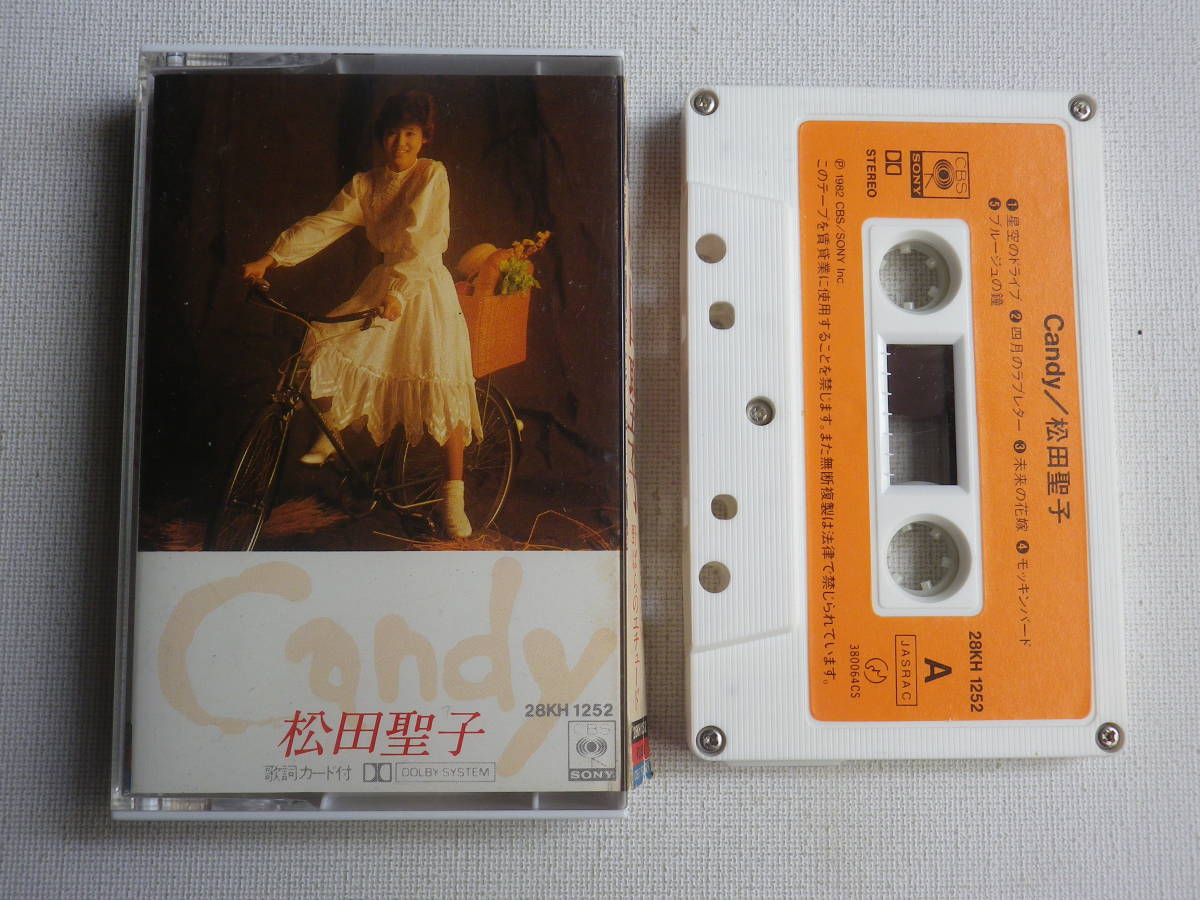 Candy
松田聖子
28KH 1252
歌詞カード付
DOLBY SYSTEM
CBS
SONY
CBS
SONY
STEREO
Ⓟ 1982 CBS/SONY Inc.
このテープを賃貸業に使用することを禁じます。また無断複製は法律で禁じられています。
Candy／松田聖子
❶星空のドライブ ❷四月のラブレター ❸未来の花嫁 ❹モッキンバード
❺ブルージュの鐘
28KH 1252
A
JASRAC
380064CS